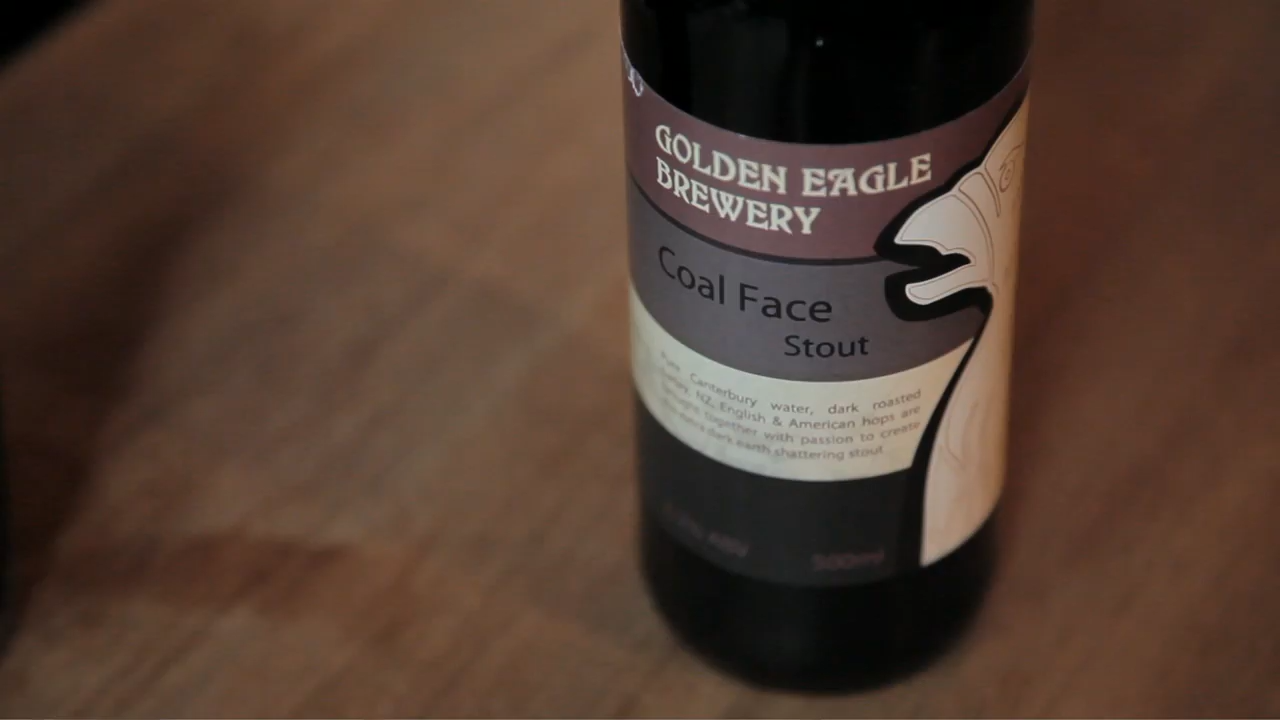 GOLDEN EAGLE
BREWERY
Coal Face
Stout
Pure Canterbury water, dark roasted
NZ, English & American hops are
together with passion to create
dark earth shattering stout
500ml